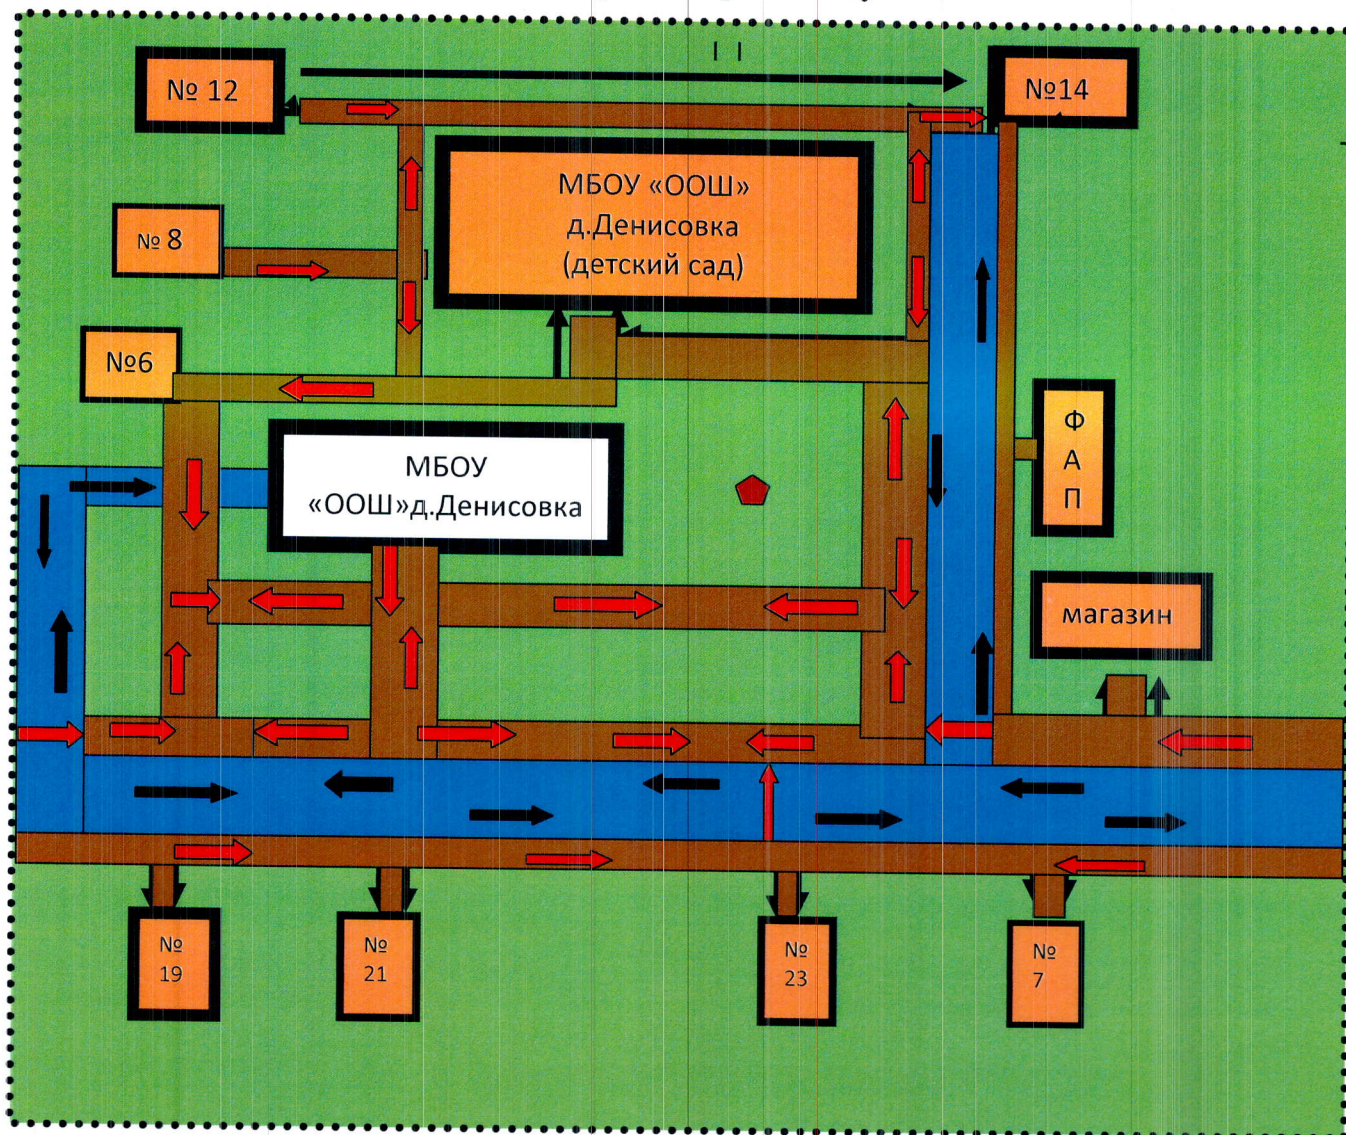 № 12
№14
МБОУ «ООШ»
д.Денисовка
(детский сад)
№ 8
№6
МБОУ
«ООШ»д.Денисовка
Ф
А
П
магазин
№
19
№
21
№
23
№
7